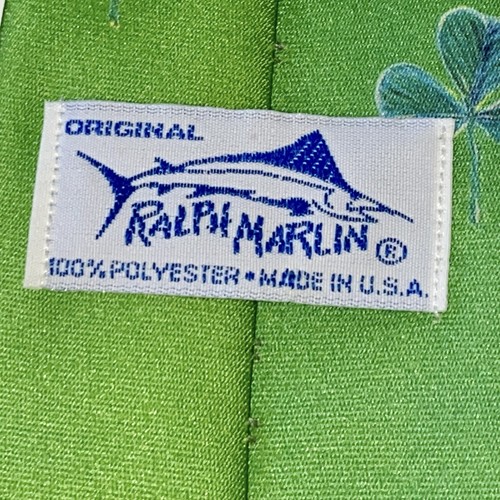 ORIGINAL
RALPH MARLIN ®
100% POLYESTER • MADE IN U.S.A.